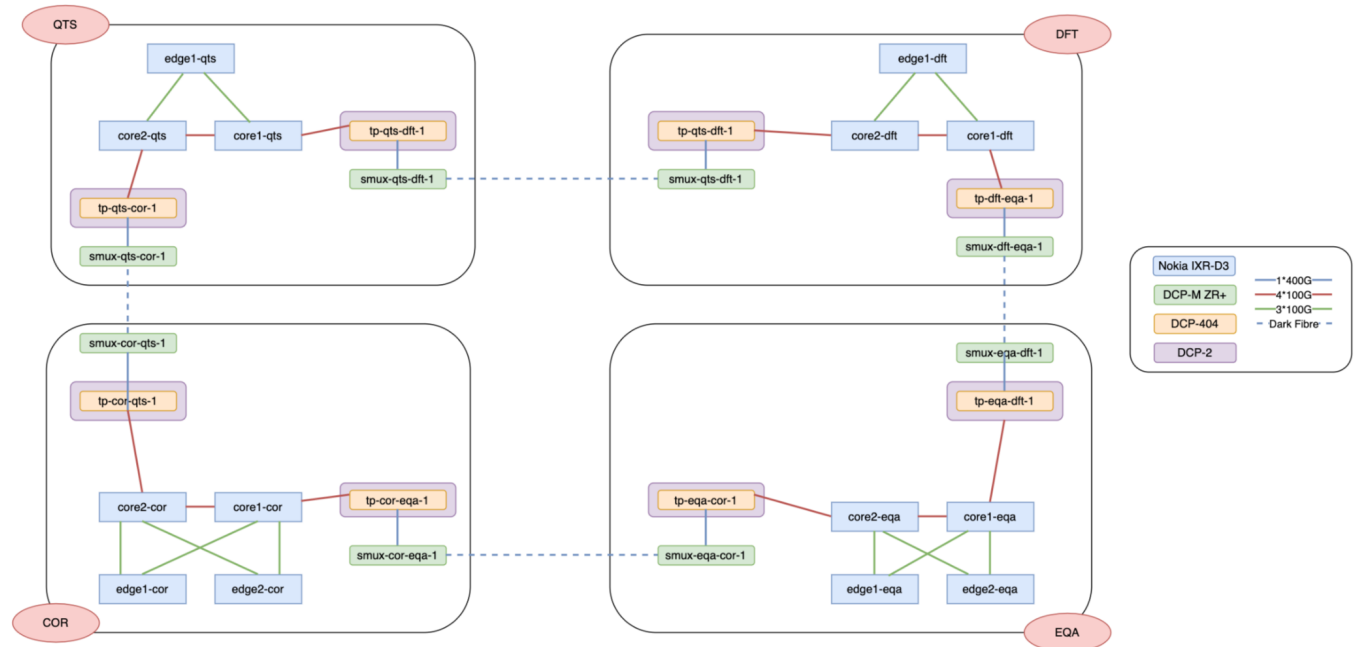 QTS
edge1-qts
core2-qts
core1-qts
tp-qts-dft-1
smux-qts-dft-1
tp-qts-cor-1
smux-qts-cor-1
DFT
edge1-dft
tp-qts-dft-1
core2-dft
core1-dft
smux-qts-dft-1
tp-dft-eqa-1
smux-dft-eqa-1
Nokia IXR-D3
DCP-M ZR+
DCP-404
DCP-2
1*400G
4*100G
3*100G
Dark Fibre
smux-cor-qts-1
tp-cor-qts-1
core2-cor
core1-cor
tp-cor-eqa-1
smux-cor-eqa-1
edge1-cor
edge2-cor
COR
smux-eqa-dft-1
tp-eqa-dft-1
tp-eqa-cor-1
core2-eqa
core1-eqa
smux-eqa-cor-1
edge1-eqa
edge2-eqa
EQA